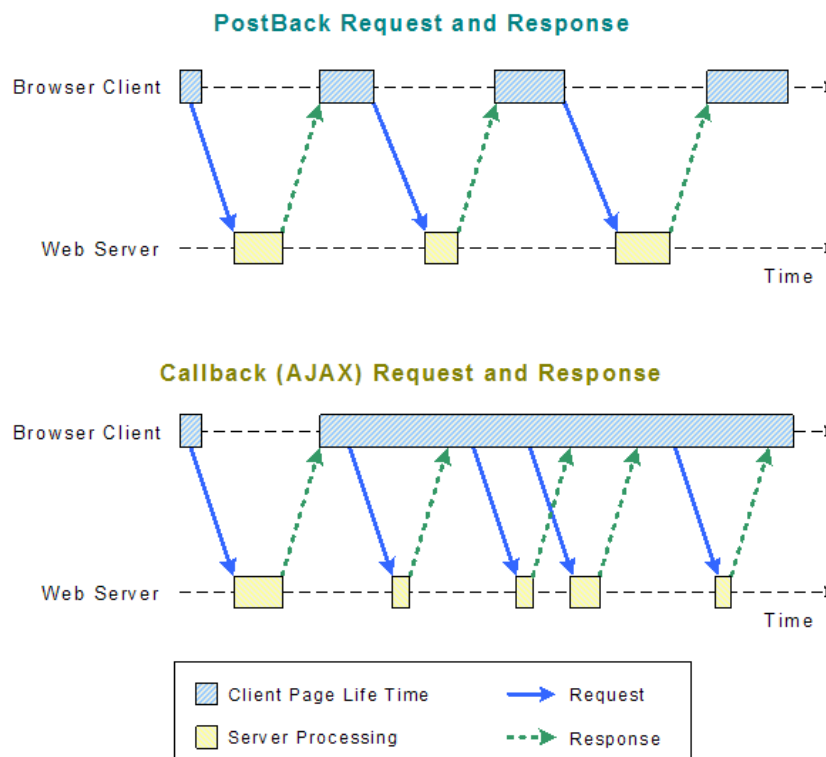 PostBack Request and Response
Browser Client
Web Server
Time
Callback (AJAX) Request and Response
Browser Client
Web Server
Time
Client Page Life Time
Request
Server Processing
Response